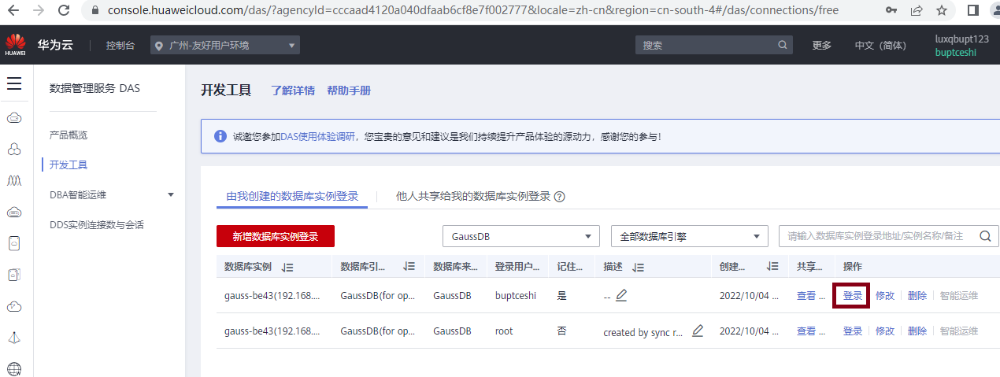 console.huaweicloud.com/das/?agencyId=cccaad4120a040dfaab6cf8e7f002777&locale=zh-cn&region=cn-south-4#/das/connections/free
HUAWEI 华为云 控制台 广州-友好用户环境 搜索 更多 中文（简体） luxqbupt123
buptceshi
数据管理服务 DAS
产品概览
开发工具
DBA智能运维
DDS实例连接数与会话
开发工具 了解详情 帮助手册
诚邀您参加DAS使用体验调研，您宝贵的意见和建议是我们持续提升产品体验的源动力，感谢您的参与！
由我创建的数据库实例登录 他人共享给我的数据库实例登录
新增数据库实例登录 GaussDB 全部数据库引擎 请输入数据库实例登录地址/实例名称/备注
数据库实例 数据库引... 数据库来... 登录用户... 记住... 描述 创建... 共享... 操作
gauss-be43(192.168.... GaussDB(for op... GaussDB buptceshi 是 -- 2022/10/04 ... 查看 ... 登录 修改 删除 智能运维
gauss-be43(192.168.... GaussDB(for op... GaussDB root 否 created by sync r... 2022/10/04 ... 查看 ... 登录 修改 删除 智能运维